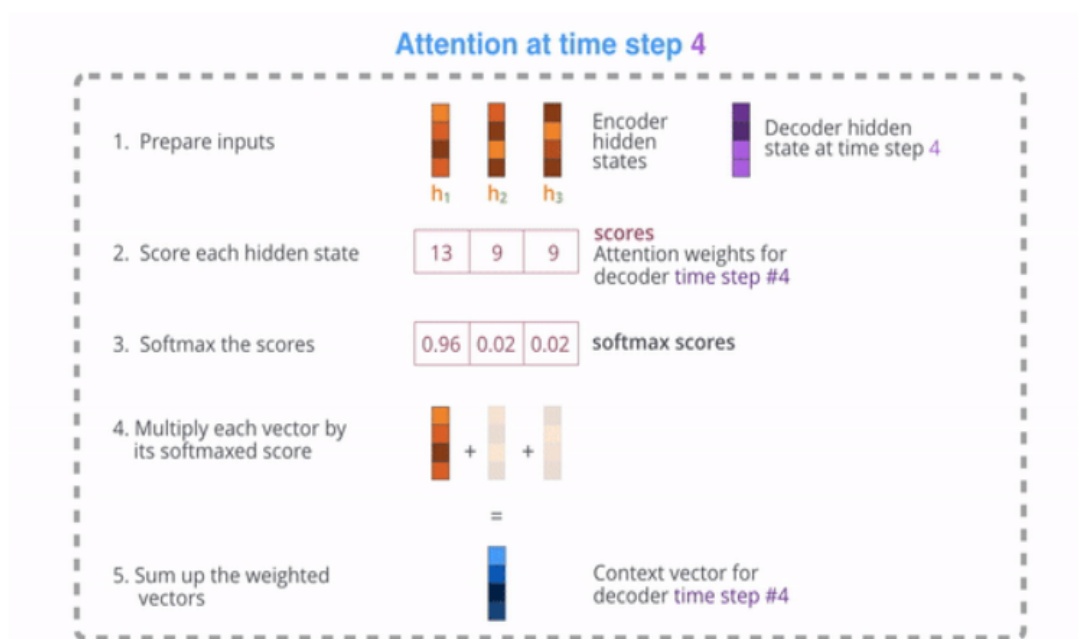 Attention at time step 4
1. Prepare inputs
Encoder
hidden
states
Decoder hidden
state at time step 4
h₁ h₂ h₃
2. Score each hidden state
13 9 9
scores
Attention weights for
decoder time step #4
3. Softmax the scores
0.96 0.02 0.02
softmax scores
4. Multiply each vector by
its softmaxed score
+ +
=
5. Sum up the weighted
vectors
Context vector for
decoder time step #4